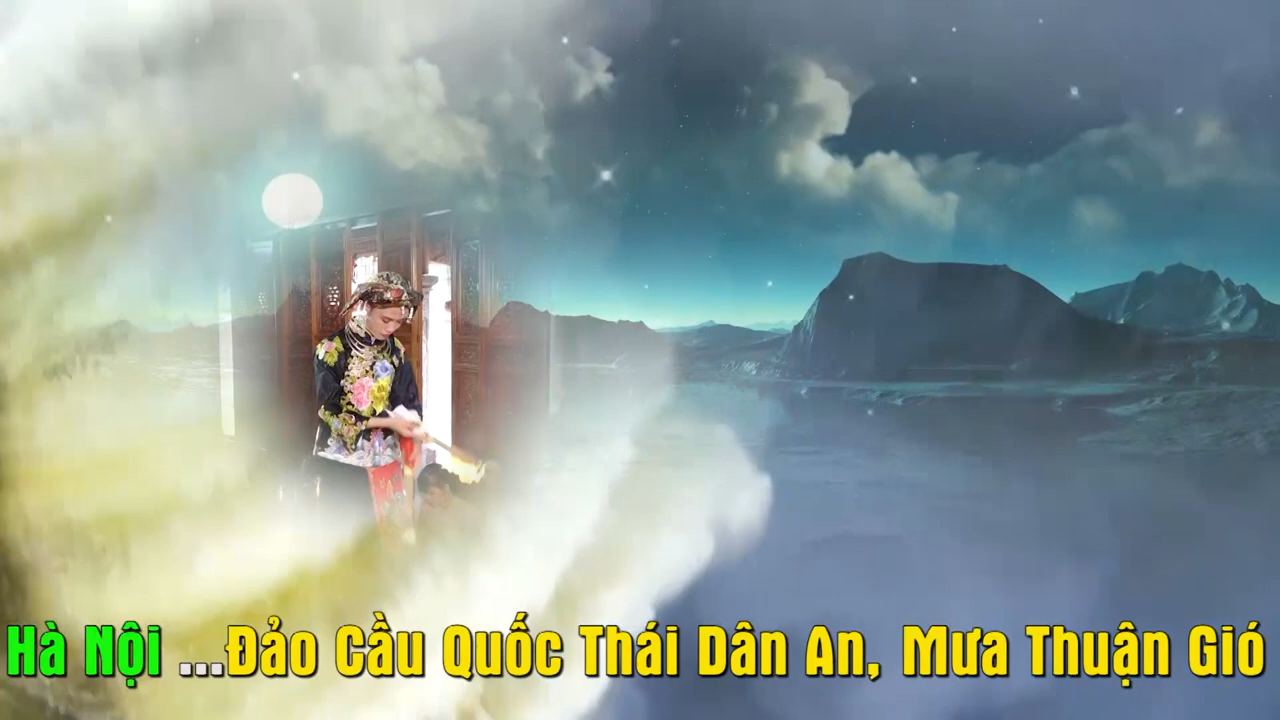 Hà Nội ...Đảo Cầu Quốc Thái Dân An, Mưa Thuận Gió